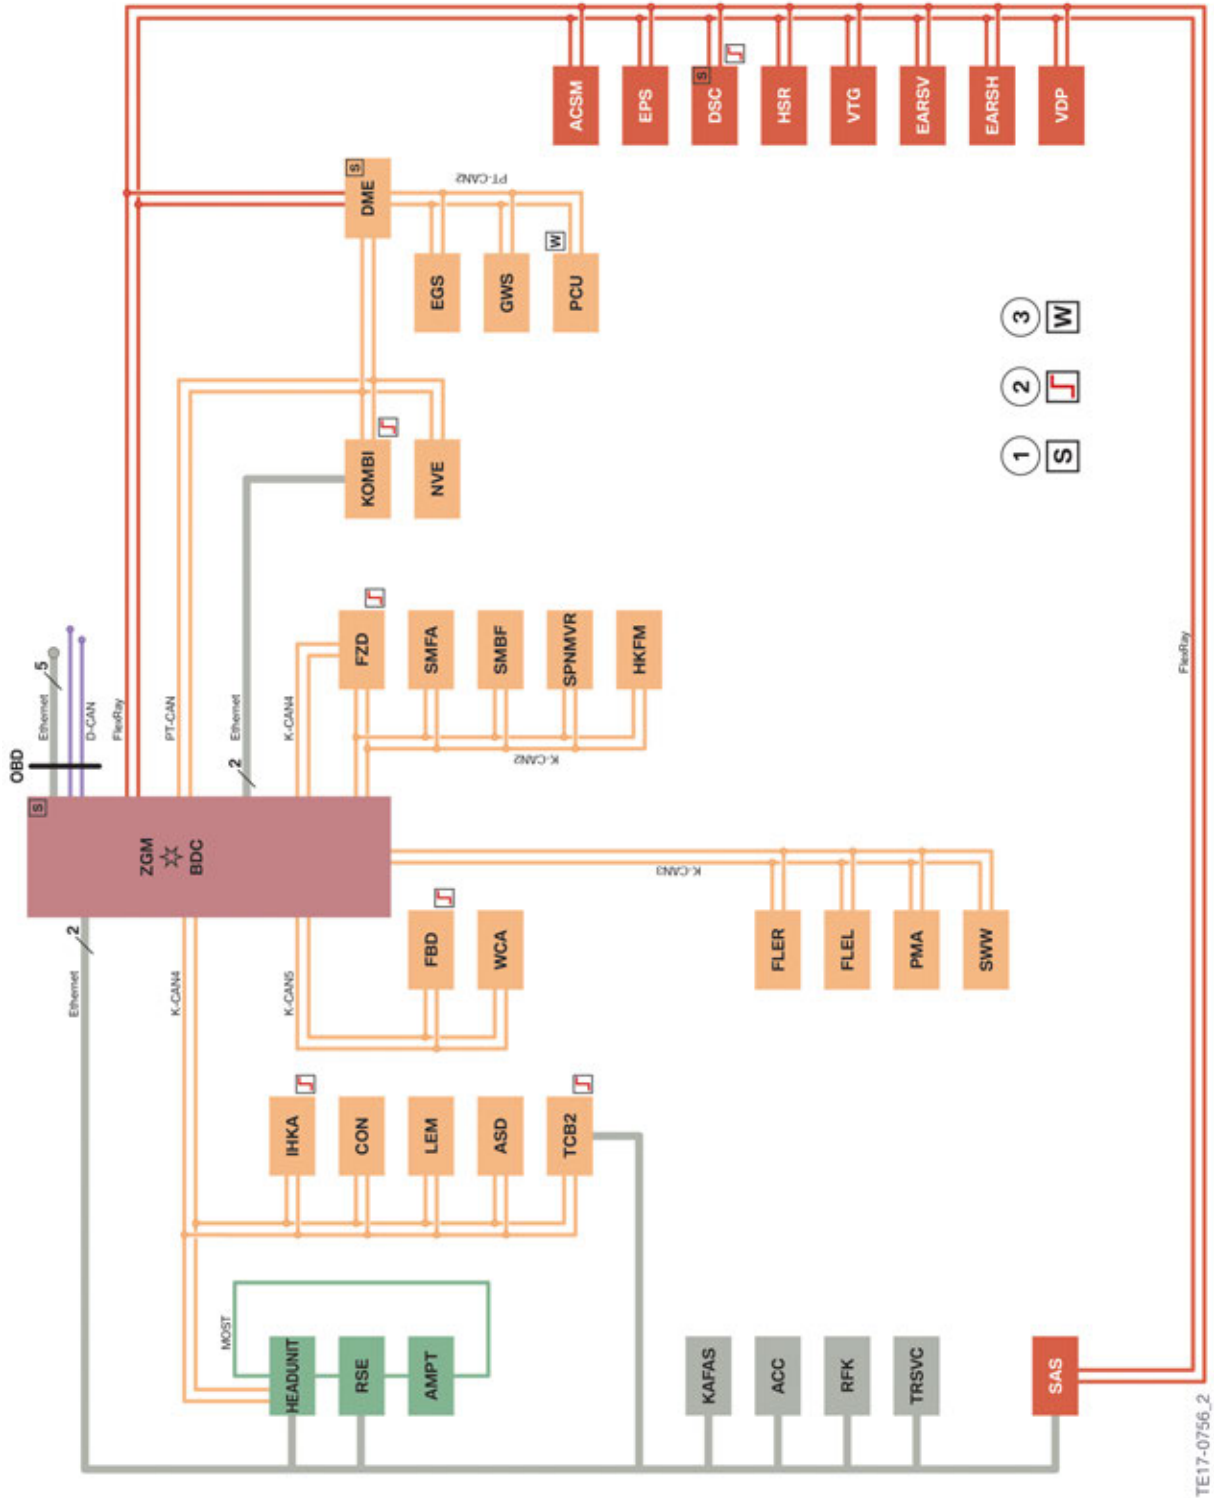 OBD
S
Ethernet
5
Ethernet
2
D-CAN
FlexRay
ZGM
BDC
K-CAN4
PT-CAN
MOST
Ethernet
2
K-CAN5
K-CAN4
HEADUNIT
IHKA
S
RSE
CON
FZD
KOMBI
DME
AMPT
LEM
FBD
SMFA
NVE
EGS
PT-CAN2
ASD
WCA
SMBF
GWS
K-CAN2
W
TCB2
SPNMVR
PCU
ACSM
HKFM
EPS
K-CAN3
S
KAFAS
DSC
ACC
FLER
HSR
RFK
FLEL
VTG
TRSVC
PMA
EARSV
SWW
EARSH
1
2
3
SAS
S
W
VDP
FlexRay
TE17-0756_2